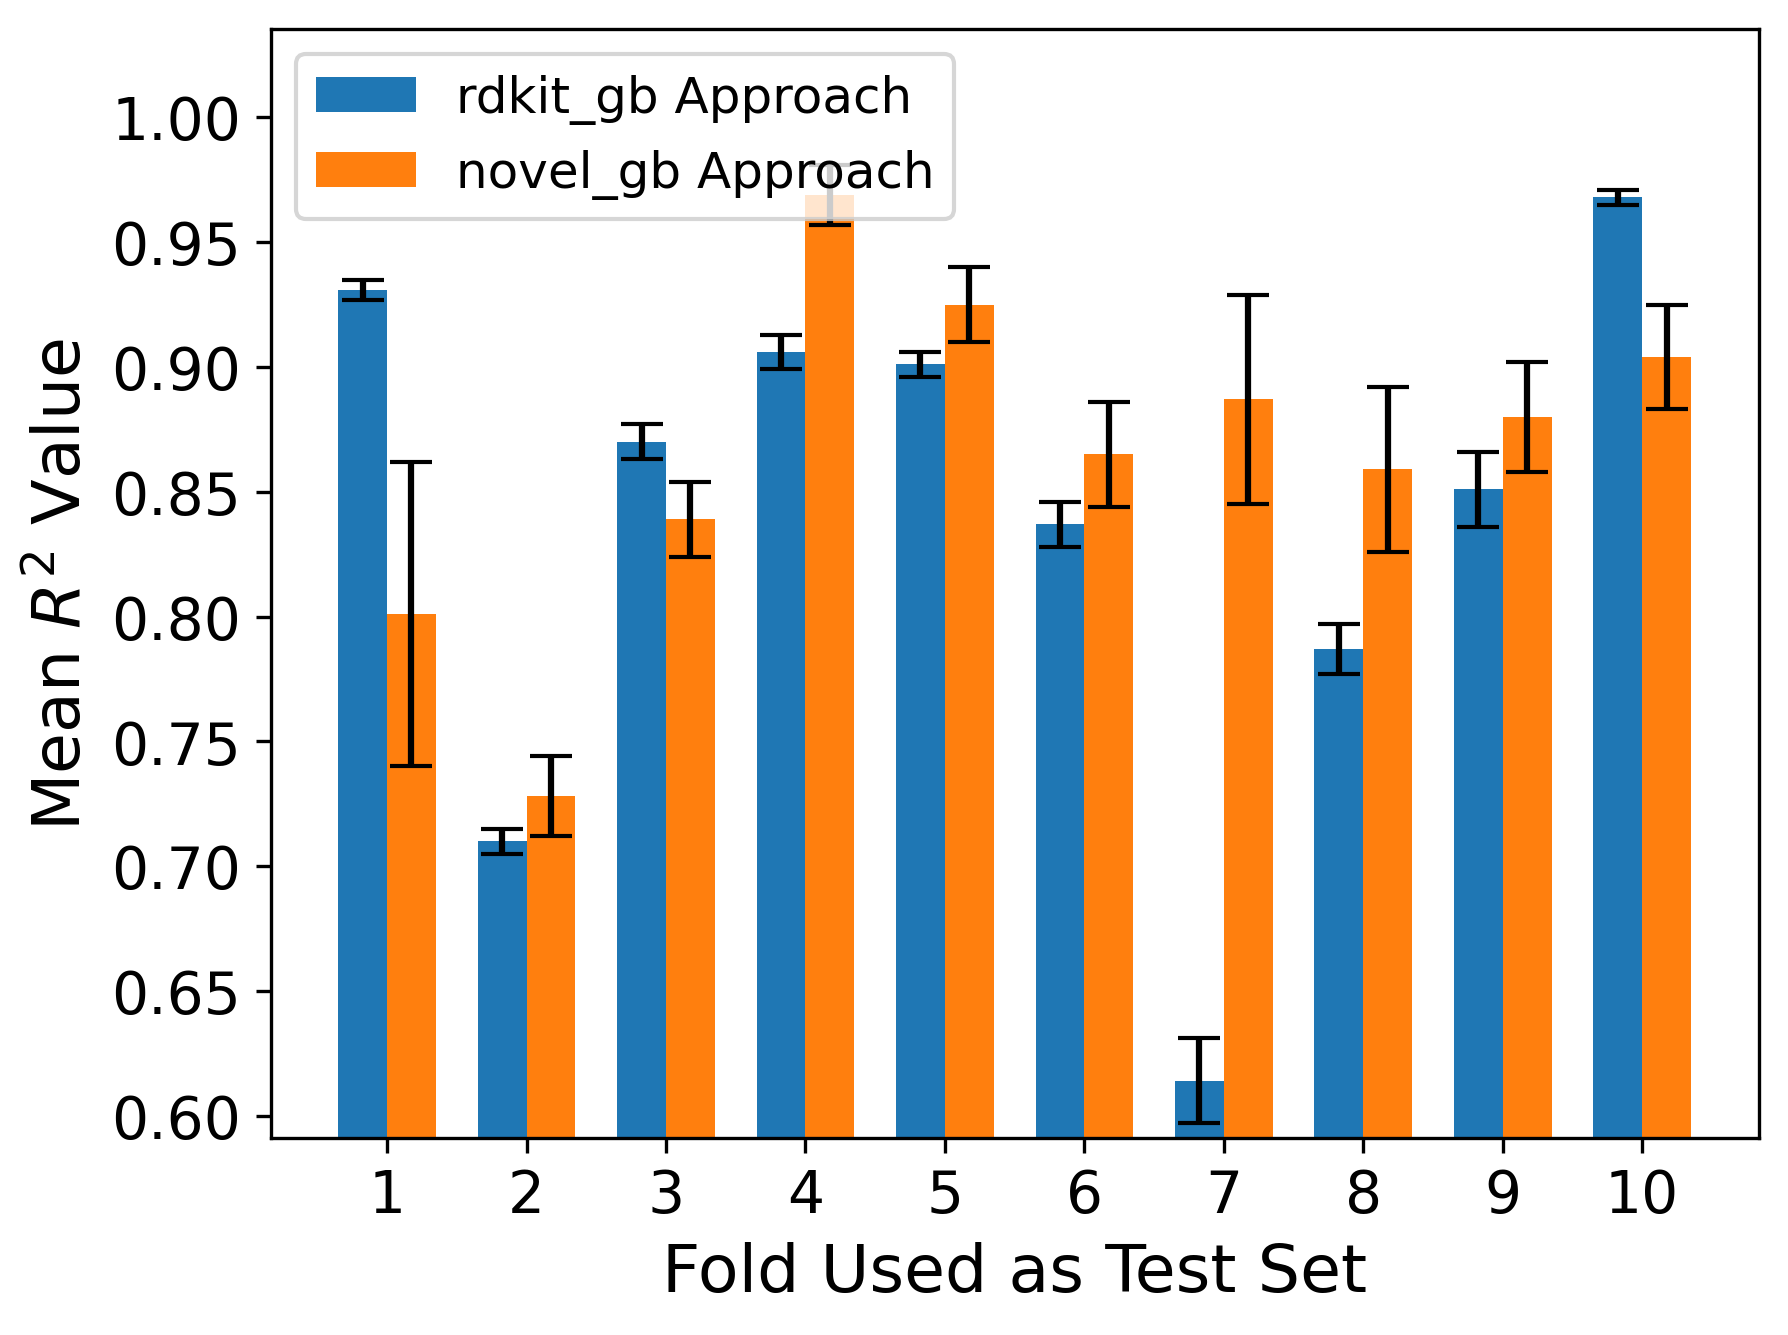 rdkit_gb Approach
novel_gb Approach
1.00
0.95
0.90
0.85
0.80
0.75
0.70
0.65
0.60
Mean R² Value
1 2 3 4 5 6 7 8 9 10
Fold Used as Test Set